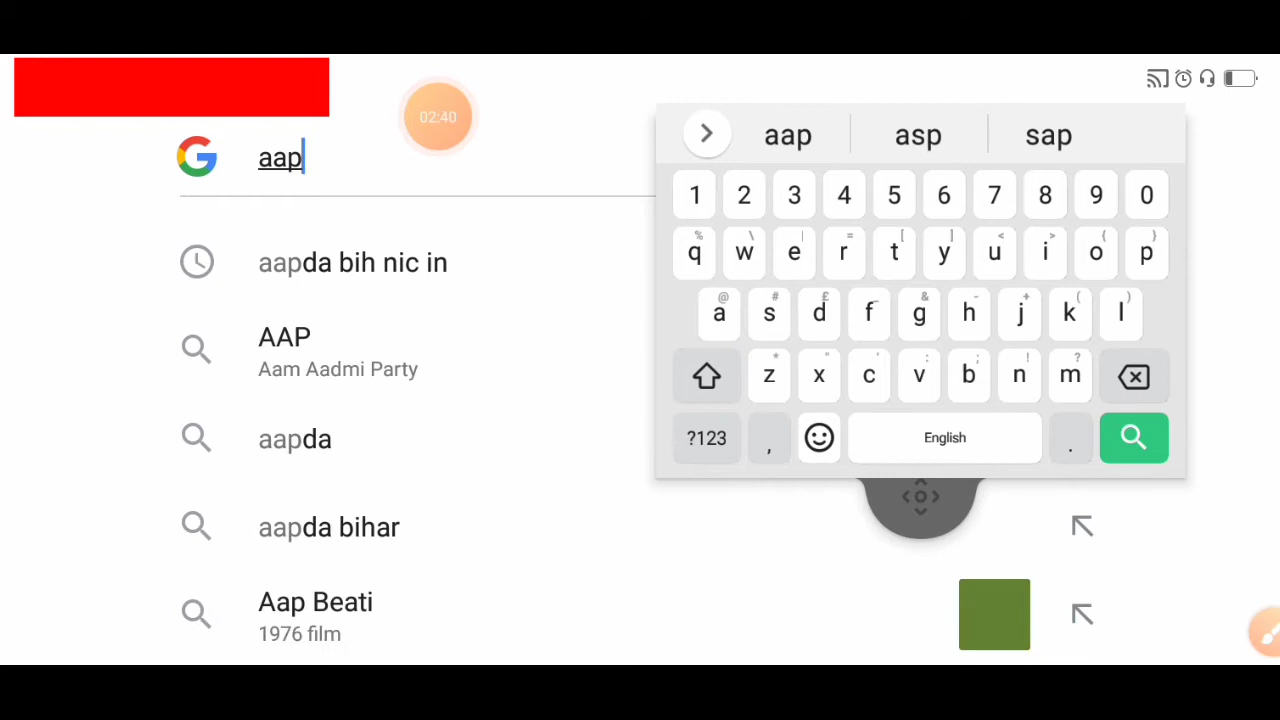 02:40
aap
aapda bih nic in
AAP
Aam Aadmi Party
aapda
aapda bihar
Aap Beati
1976 film
aap asp sap
1 2 3 4 5 6 7 8 9 0
% \ | = [ ] < > { }
q w e r t y u i o p
@ # £ _ & - + ( )
a s d f g h j k l
* " ' : ; ! ?
z x c v b n m
?123 , English .